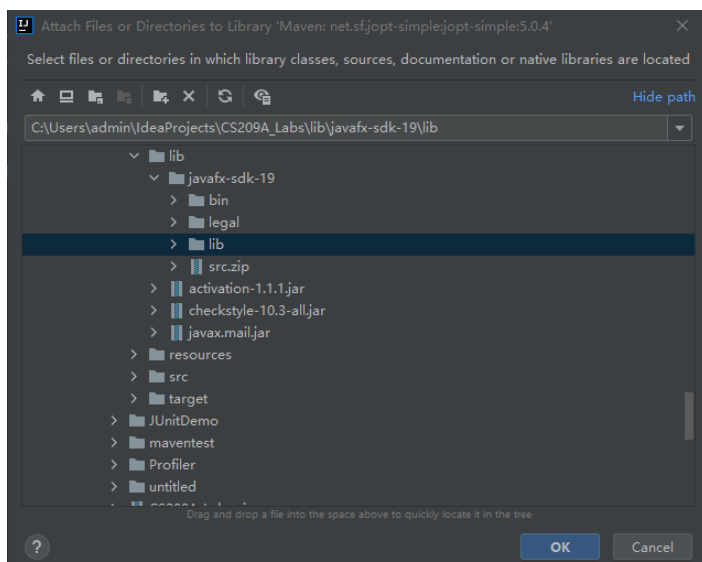 Attach Files or Directories to Library 'Maven: net.sf.jopt-simple:jopt-simple:5.0.4'
Select files or directories in which library classes, sources, documentation or native libraries are located
Hide path
C:\Users\admin\IdeaProjects\CS209A_Labs\lib\javafx-sdk-19\lib
lib
javafx-sdk-19
bin
legal
lib
src.zip
activation-1.1.1.jar
checkstyle-10.3-all.jar
javax.mail.jar
resources
src
target
JUnitDemo
maventest
Profiler
untitled
Drag and drop a file into the space above to quickly locate it in the tree
?
OK
Cancel